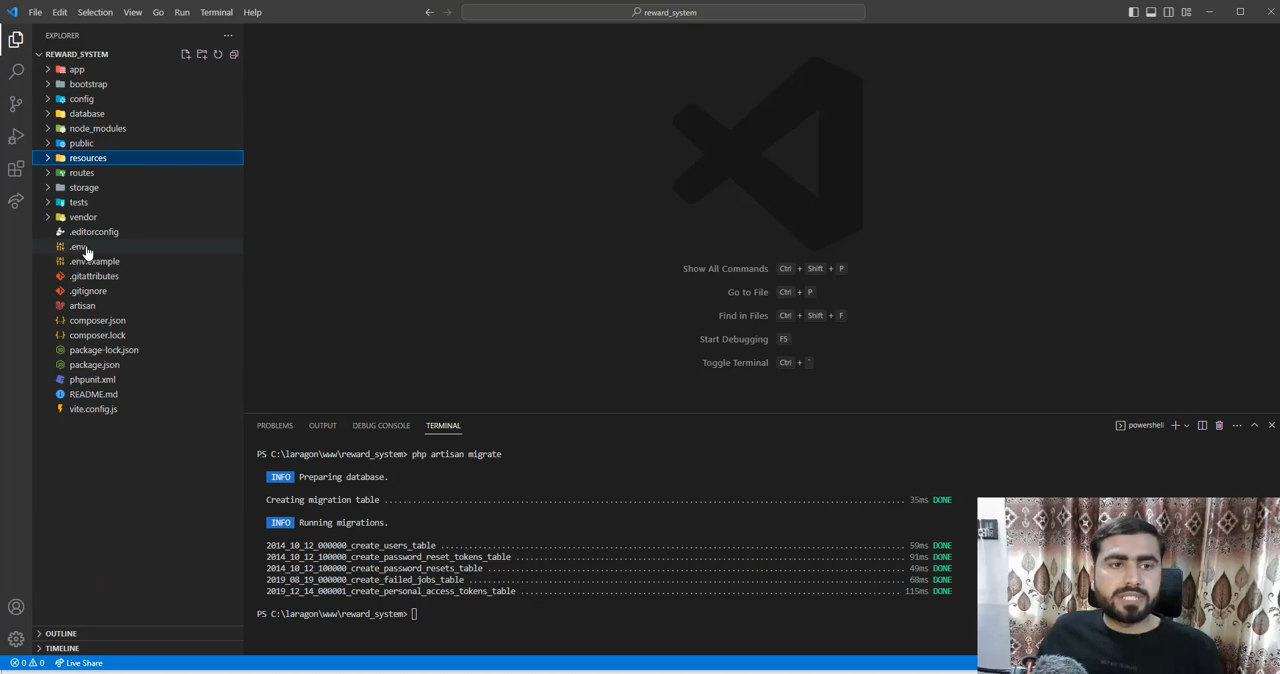 File Edit Selection View Go Run Terminal Help
reward_system
EXPLORER
REWARD_SYSTEM
app
bootstrap
config
database
node_modules
public
resources
routes
storage
tests
vendor
.editorconfig
.env
.env.example
.gitattributes
.gitignore
artisan
composer.json
composer.lock
package-lock.json
package.json
phpunit.xml
README.md
vite.config.js
OUTLINE
TIMELINE
Show All Commands Ctrl + Shift + P
Go to File Ctrl + P
Find in Files Ctrl + Shift + F
Start Debugging F5
Toggle Terminal Ctrl + `
PROBLEMS OUTPUT DEBUG CONSOLE TERMINAL
powershell
PS C:\laragon\www\reward_system> php artisan migrate
INFO Preparing database.
Creating migration table ........................................ 35ms DONE
INFO Running migrations.
2014_10_12_000000_create_users_table ........................................ 59ms DONE
2014_10_12_100000_create_password_reset_tokens_table ........................................ 91ms DONE
2014_10_12_100000_create_password_resets_table ........................................ 49ms DONE
2019_08_19_000000_create_failed_jobs_table ........................................ 68ms DONE
2019_12_14_000001_create_personal_access_tokens_table ........................................ 115ms DONE
PS C:\laragon\www\reward_system>
0 0 Live Share